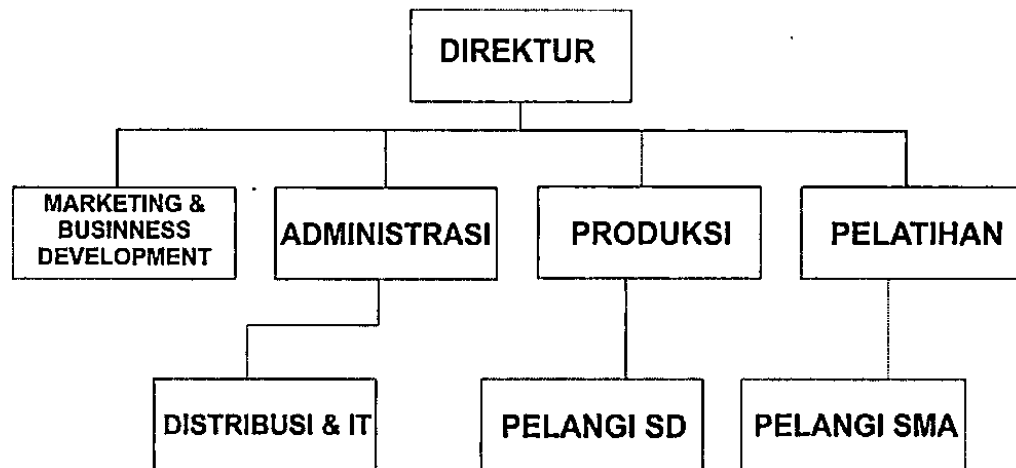 DIREKTUR
MARKETING &
BUSINNESS
DEVELOPMENT
ADMINISTRASI
PRODUKSI
PELATIHAN
DISTRIBUSI & IT
PELANGI SD
PELANGI SMA